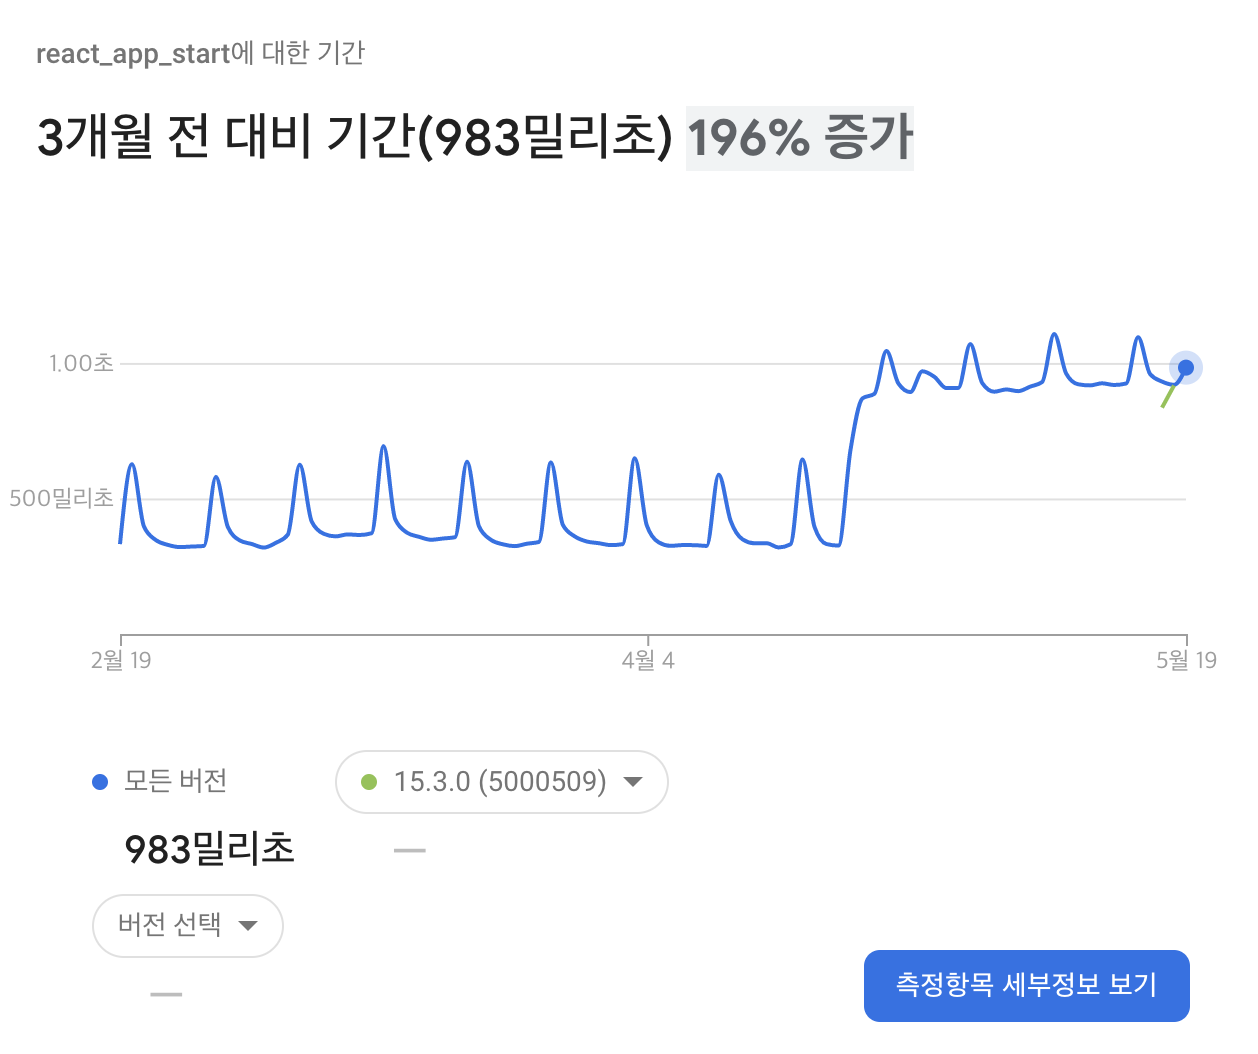 react_app_start에 대한 기간
3개월 전 대비 기간(983밀리초) 196% 증가
1.00초
500밀리초
2월 19
4월 4
5월 19
모든 버전
15.3.0 (5000509)
983밀리초
—
버전 선택
—
측정항목 세부정보 보기